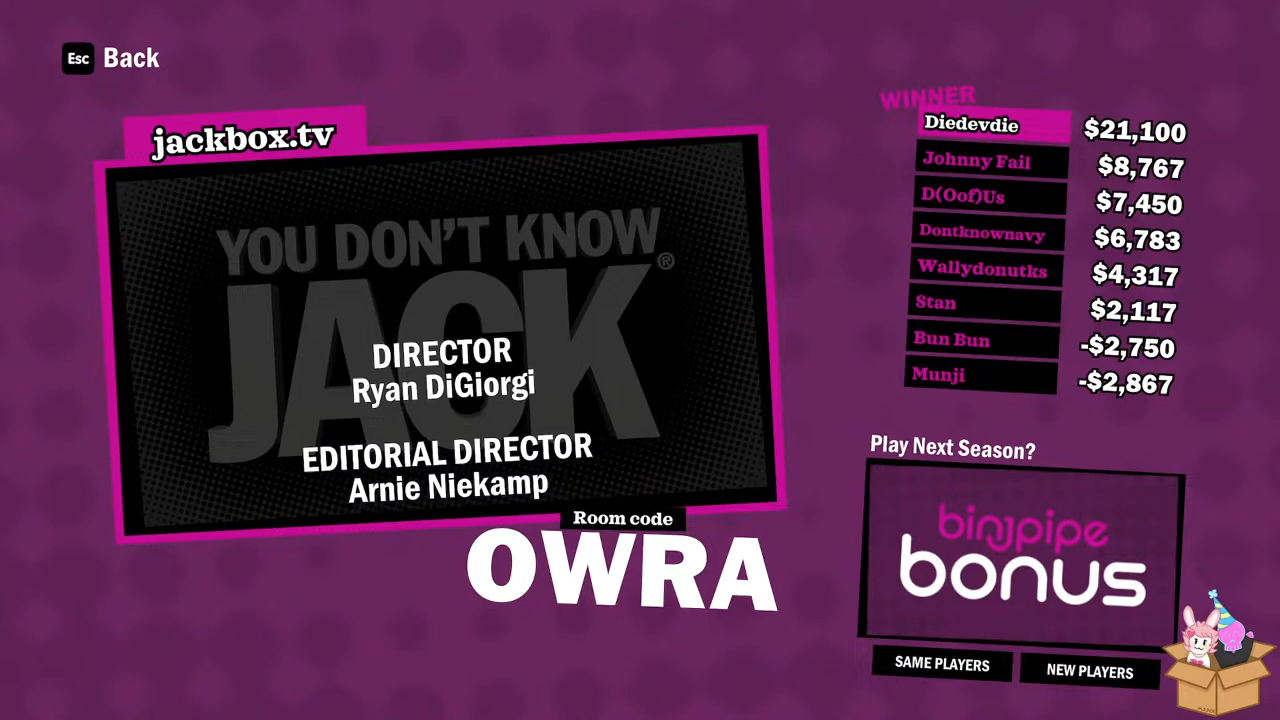 Esc Back
jackbox.tv
YOU DON'T KNOW
JACK®
DIRECTOR
Ryan DiGiorgi
EDITORIAL DIRECTOR
Arnie Niekamp
Room code
OWRA
WINNER
Diedevdie $21,100
Johnny Fail $8,767
D(Oof)Us $7,450
Dontknownavy $6,783
Wallydonutks $4,317
Stan $2,117
Bun Bun -$2,750
Munji -$2,867
Play Next Season?
binjpipe
bonus
SAME PLAYERS NEW PLAYERS